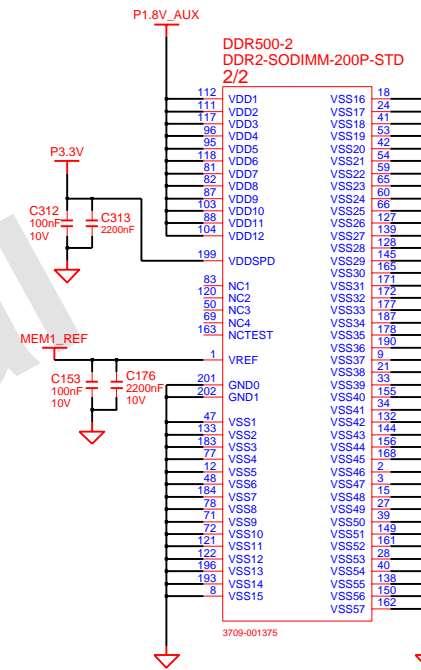 P1.8V_AUX
DDR500-2
DDR2-SODIMM-200P-STD
2/2
112 VDD1 VSS16 18
111 VDD2 VSS17 24
117 VDD3 VSS18 41
96 VDD4 VSS19 53
95 VDD5 VSS20 42
118 VDD6 VSS21 54
81 VDD7 VSS22 59
82 VDD8 VSS23 65
87 VDD9 VSS24 60
103 VDD10 VSS25 66
88 VDD11 VSS26 127
104 VDD12 VSS27 139
VSS28 128
199 VDDSPD VSS29 145
VSS30 165
83 NC1 VSS31 171
120 NC2 VSS32 172
50 NC3 VSS33 177
69 NC4 VSS34 187
163 NCTEST VSS35 178
VSS36 190
1 VREF VSS37 9
VSS38 21
201 GND0 VSS39 33
202 GND1 VSS40 155
VSS41 34
47 VSS1 VSS42 132
133 VSS2 VSS43 144
183 VSS3 VSS44 156
77 VSS4 VSS45 168
12 VSS5 VSS46 2
48 VSS6 VSS47 3
184 VSS7 VSS48 15
78 VSS8 VSS49 27
71 VSS9 VSS50 39
72 VSS10 VSS51 149
121 VSS11 VSS52 161
122 VSS12 VSS53 28
196 VSS13 VSS54 40
193 VSS14 VSS55 138
8 VSS15 VSS56 150
VSS57 162
3709-001375
P3.3V
C312
100nF
10V
C313
2200nF
MEM1_REF
C153
100nF
10V
C176
2200nF
10V